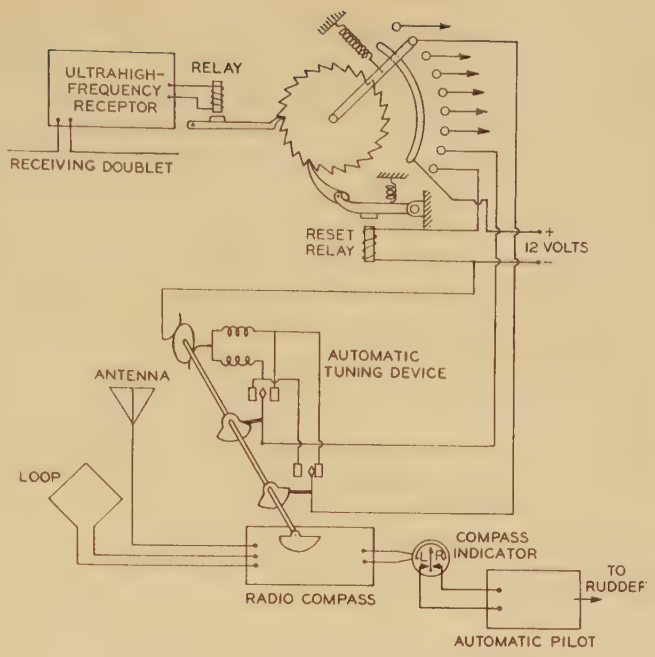 ULTRAHIGH-
FREQUENCY
RECEPTOR
RELAY
RECEIVING DOUBLET
RESET
RELAY
+
12 VOLTS
-
AUTOMATIC
TUNING DEVICE
ANTENNA
LOOP
RADIO COMPASS
COMPASS
INDICATOR
L R
TO
RUDDER
AUTOMATIC PILOT